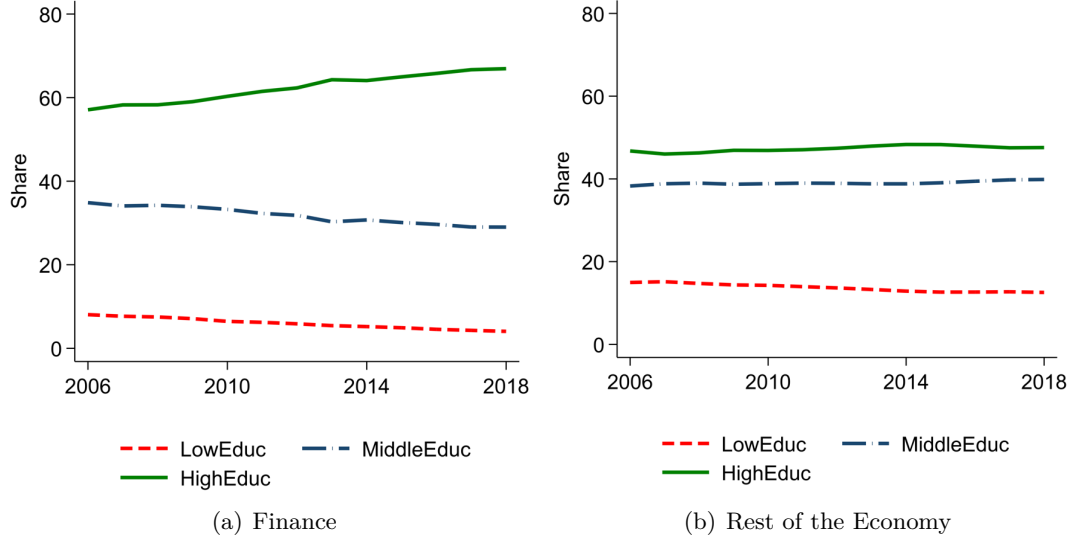 80
60
40
20
0
Share
2006 2010 2014 2018
LowEduc MiddleEduc
HighEduc
(a) Finance
80
60
40
20
0
Share
2006 2010 2014 2018
LowEduc MiddleEduc
HighEduc
(b) Rest of the Economy